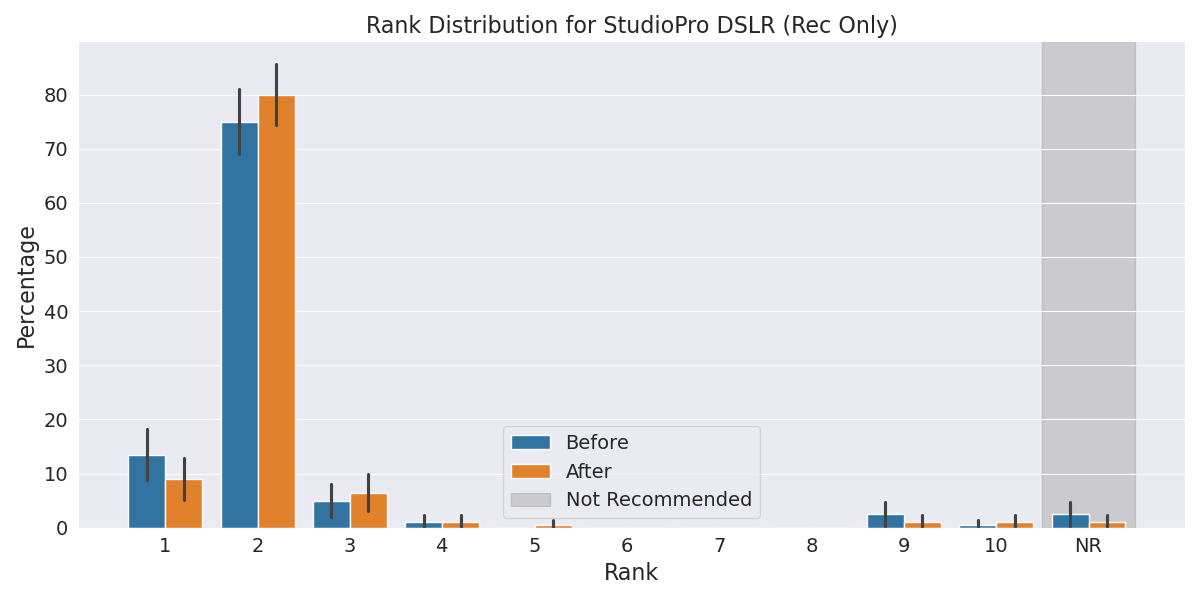 Rank Distribution for StudioPro DSLR (Rec Only)
Percentage
80
70
60
50
40
30
20
10
0
Before
After
Not Recommended
1 2 3 4 5 6 7 8 9 10 NR
Rank